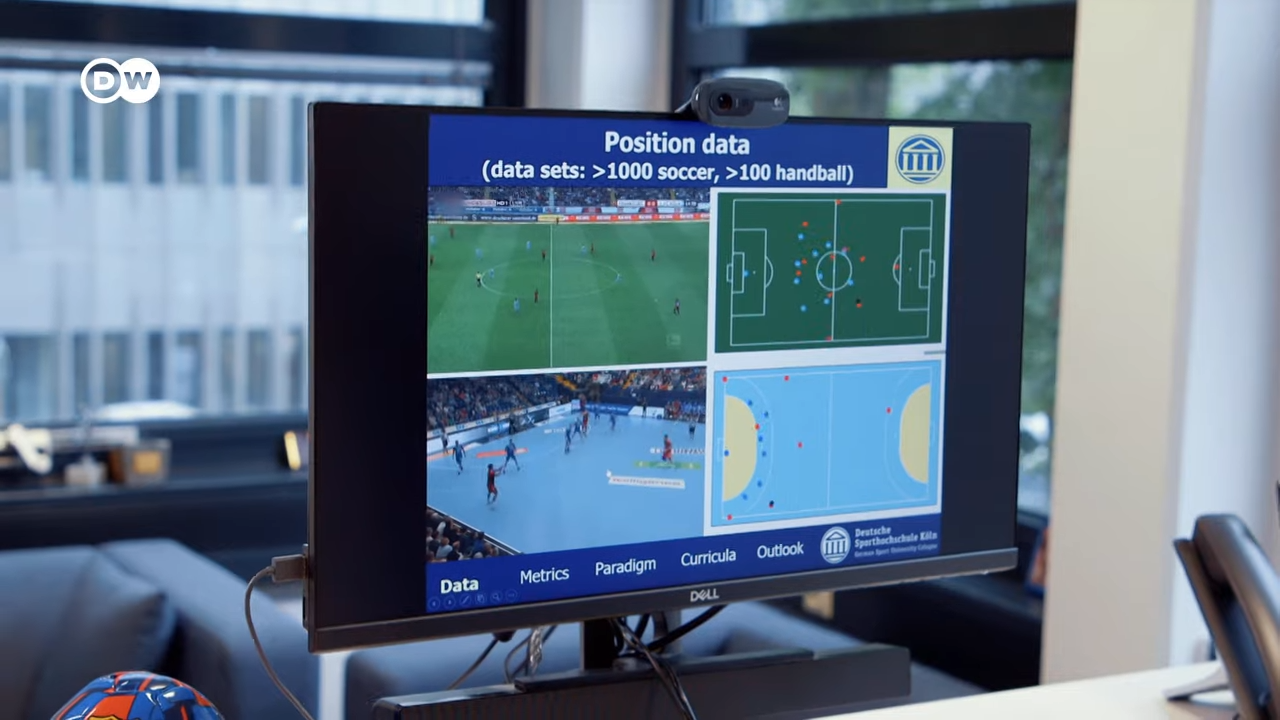 DW
Position data
(data sets: >1000 soccer, >100 handball)
Data
Metrics
Paradigm
Curricula
Outlook
Deutsche
Sporthochschule Köln
German Sport University Cologne
DELL